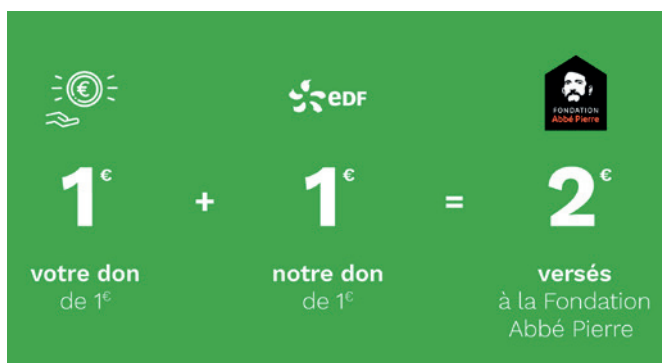 €
eDF
FONDATION
Abbé Pierre
1€ + 1€ = 2€
votre don
de 1€
notre don
de 1€
versés
à la Fondation
Abbé Pierre